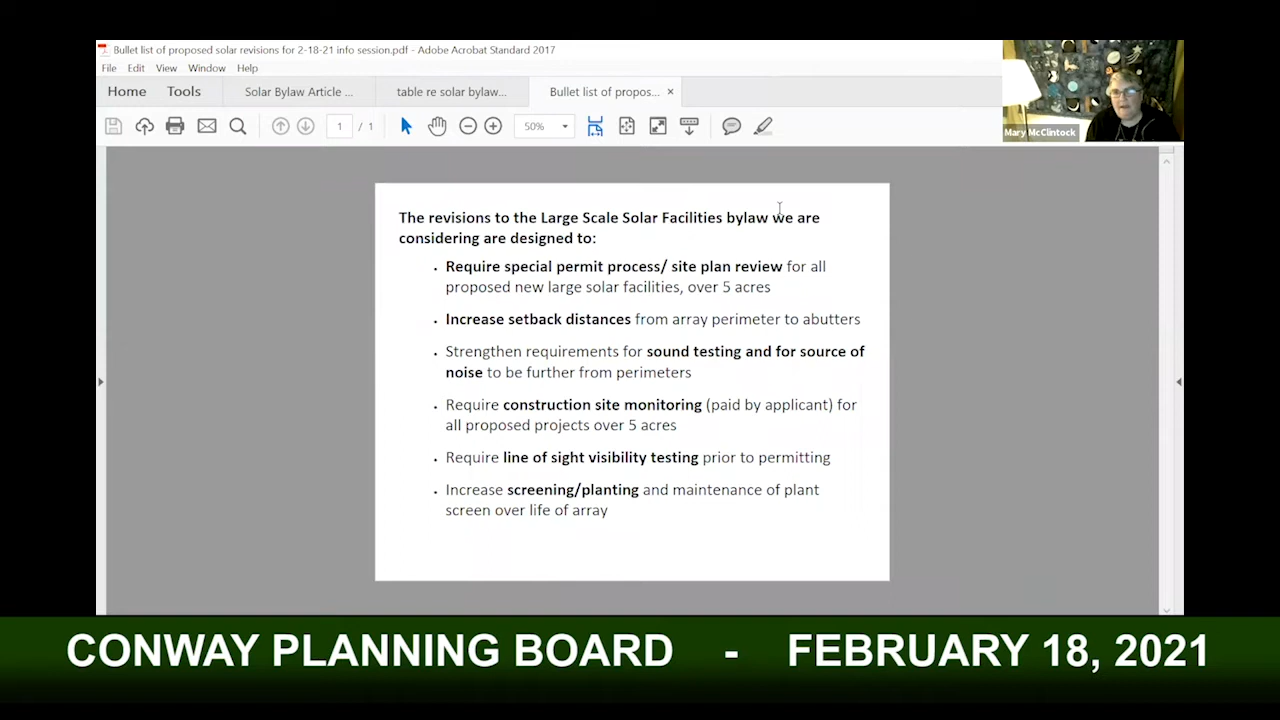 Bullet list of proposed solar revisions for 2-18-21 info session.pdf - Adobe Acrobat Standard 2017
File Edit View Window Help
Home Tools Solar Bylaw Article ... table re solar bylaw... Bullet list of propos... ×
1 / 1 50%
Mary McClintock
The revisions to the Large Scale Solar Facilities bylaw we are
considering are designed to:
• Require special permit process/ site plan review for all
proposed new large solar facilities, over 5 acres
• Increase setback distances from array perimeter to abutters
• Strengthen requirements for sound testing and for source of
noise to be further from perimeters
• Require construction site monitoring (paid by applicant) for
all proposed projects over 5 acres
• Require line of sight visibility testing prior to permitting
• Increase screening/planting and maintenance of plant
screen over life of array
CONWAY PLANNING BOARD - FEBRUARY 18, 2021